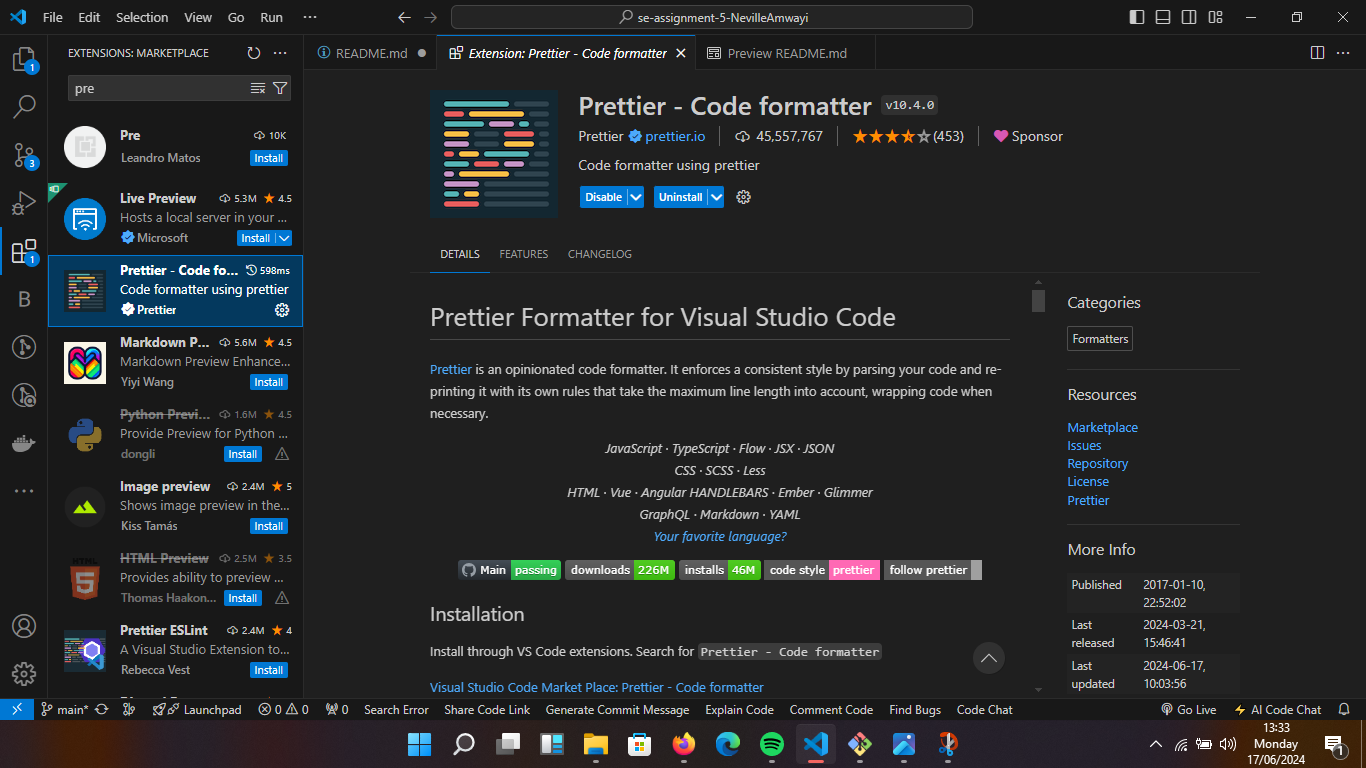 File Edit Selection View Go Run ···
se-assignment-5-NevilleAmwayi
EXTENSIONS: MARKETPLACE
pre
Pre 10K
Leandro Matos Install
Live Preview 5.3M 4.5
Hosts a local server in your ...
Microsoft Install
Prettier - Code fo... 598ms
Code formatter using prettier
Prettier
Markdown P... 5.6M 4.5
Markdown Preview Enhance...
Yiyi Wang Install
Python Previ... 1.6M 4.5
Provide Preview for Python ...
dongli Install
Image preview 2.4M 5
Shows image preview in the...
Kiss Tamás Install
HTML Preview 2.5M 3.5
Provides ability to preview ...
Thomas Haakon... Install
Prettier ESLint 2.4M 4
A Visual Studio Extension to...
Rebecca Vest Install
1
3
1
B
README.md
Extension: Prettier - Code formatter
Preview README.md
Prettier - Code formatter v10.4.0
Prettier prettier.io 45,557,767 (453) Sponsor
Code formatter using prettier
Disable Uninstall
DETAILS FEATURES CHANGELOG
Prettier Formatter for Visual Studio Code
Prettier is an opinionated code formatter. It enforces a consistent style by parsing your code and re-
printing it with its own rules that take the maximum line length into account, wrapping code when
necessary.
JavaScript · TypeScript · Flow · JSX · JSON
CSS · SCSS · Less
HTML · Vue · Angular HANDLEBARS · Ember · Glimmer
GraphQL · Markdown · YAML
Your favorite language?
Main passing downloads 226M installs 46M code style prettier follow prettier
Installation
Install through VS Code extensions. Search for Prettier - Code formatter
Visual Studio Code Market Place: Prettier - Code formatter
Categories
Formatters
Resources
Marketplace
Issues
Repository
License
Prettier
More Info
Published 2017-01-10,
22:52:02
Last 2024-03-21,
released 15:46:41
Last 2024-06-17,
updated 10:03:56
main* Launchpad 0 0 0 Search Error Share Code Link Generate Commit Message Explain Code Comment Code Find Bugs Code Chat Go Live AI Code Chat
13:33
Monday
17/06/2024
1